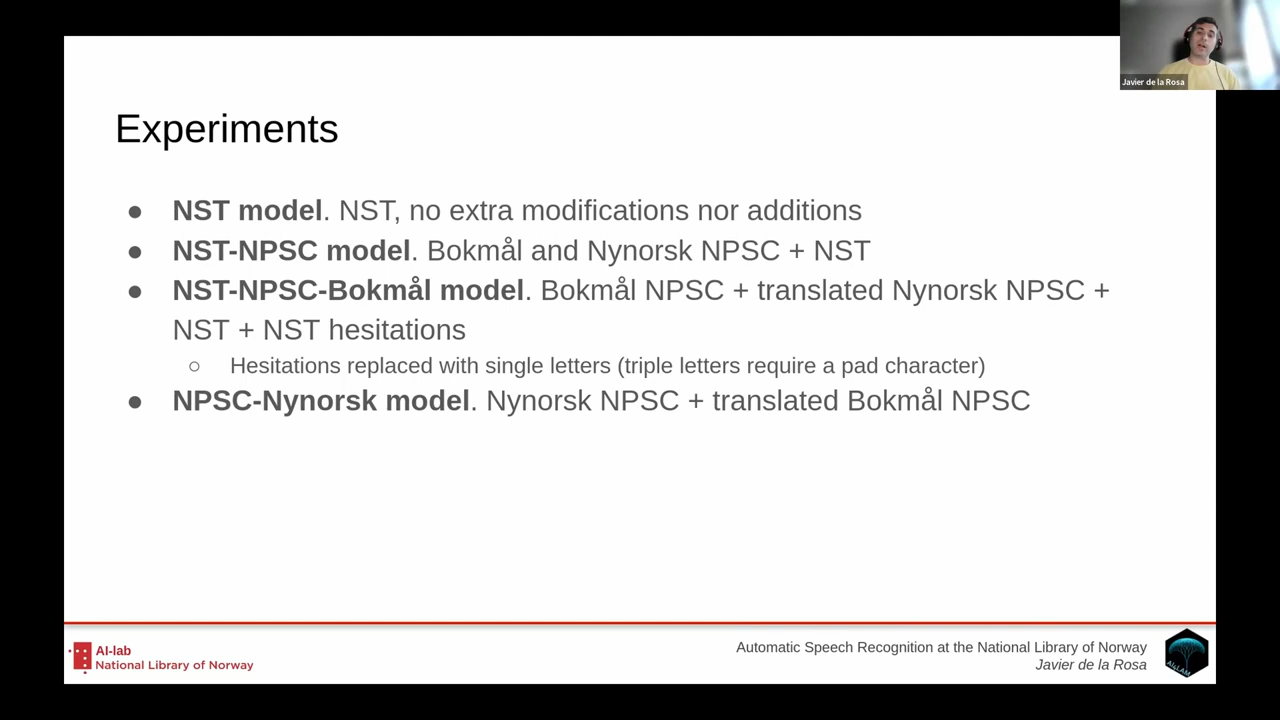 Javier de la Rosa
Experiments
● NST model. NST, no extra modifications nor additions
● NST-NPSC model. Bokmål and Nynorsk NPSC + NST
● NST-NPSC-Bokmål model. Bokmål NPSC + translated Nynorsk NPSC +
NST + NST hesitations
○ Hesitations replaced with single letters (triple letters require a pad character)
● NPSC-Nynorsk model. Nynorsk NPSC + translated Bokmål NPSC
AI-lab
National Library of Norway
Automatic Speech Recognition at the National Library of Norway
Javier de la Rosa
AI4LAM